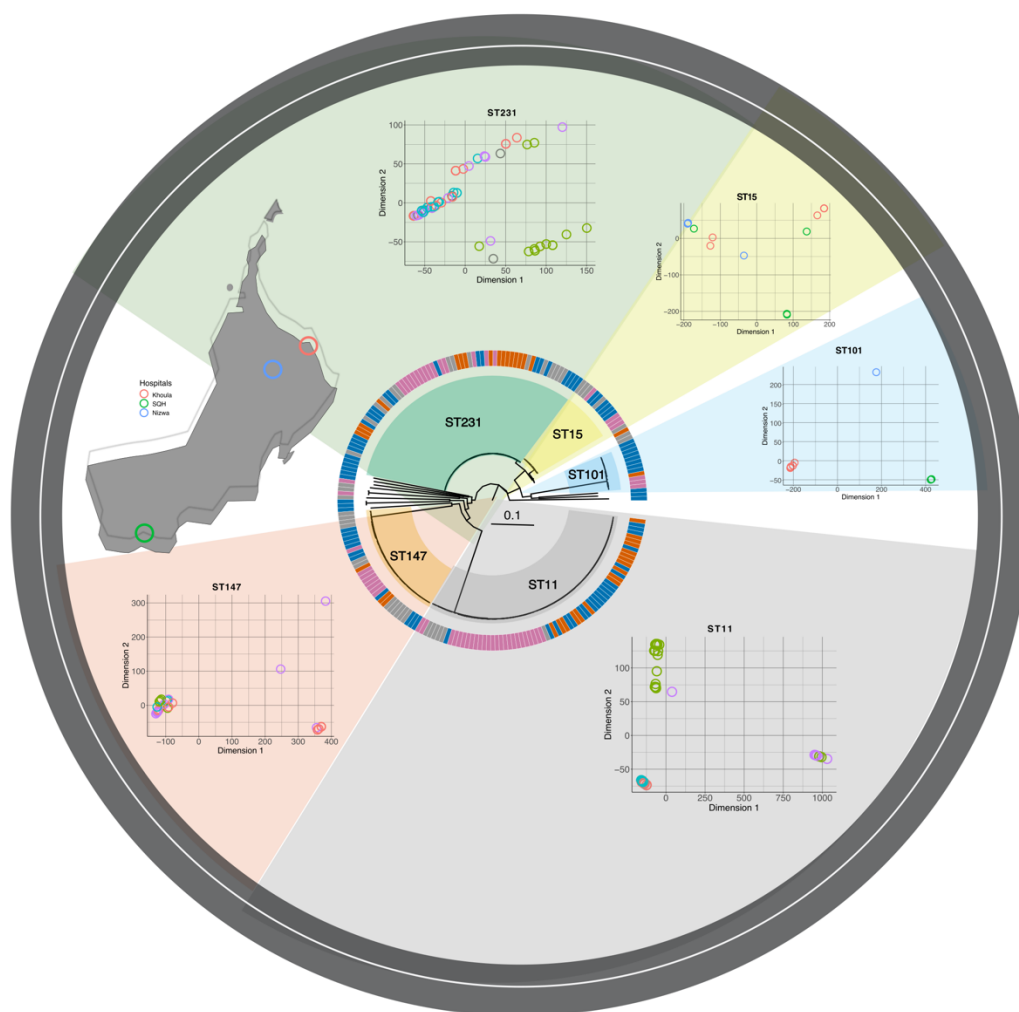 ST231
100
50
0
−50
Dimension 2
−50 0 50 100 150
Dimension 1
ST15
0
−100
−200
Dimension 2
−200 −100 0 100 200
Dimension 1
ST101
200
150
100
50
0
−50
Dimension 2
−200 0 200 400
Dimension 1
Hospitals
Khoula
SQH
Nizwa
ST231
ST15
ST101
0.1
ST147
ST11
ST147
300
200
100
0
Dimension 2
−100 0 100 200 300 400
Dimension 1
ST11
100
50
0
−50
Dimension 2
0 250 500 750 1000
Dimension 1